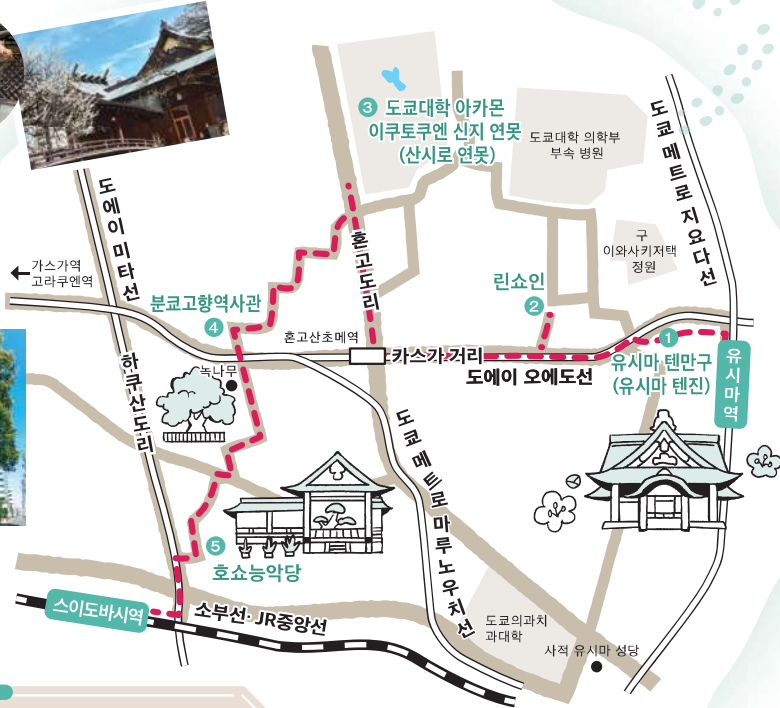 ③ 도쿄대학 아카몬
이쿠토쿠엔 신지 연못
(산시로 연못)
도쿄대학 의학부
부속 병원
도쿄 메트로 지요다선
구
이와사키저택
정원
도에이 미타선
가스가역
고라쿠엔역
혼고도리
린쇼인
②
분쿄고향역사관
④
혼고산초메역
카스가 거리
도에이 오에도선
①
유시마 텐만구
(유시마 텐진)
유시마역
녹나무
하쿠산도리
도쿄 메트로 마루노우치선
⑤
호쇼능악당
스이도바시역
소부선·JR중앙선
도쿄의과치
과대학
사적 유시마 성당